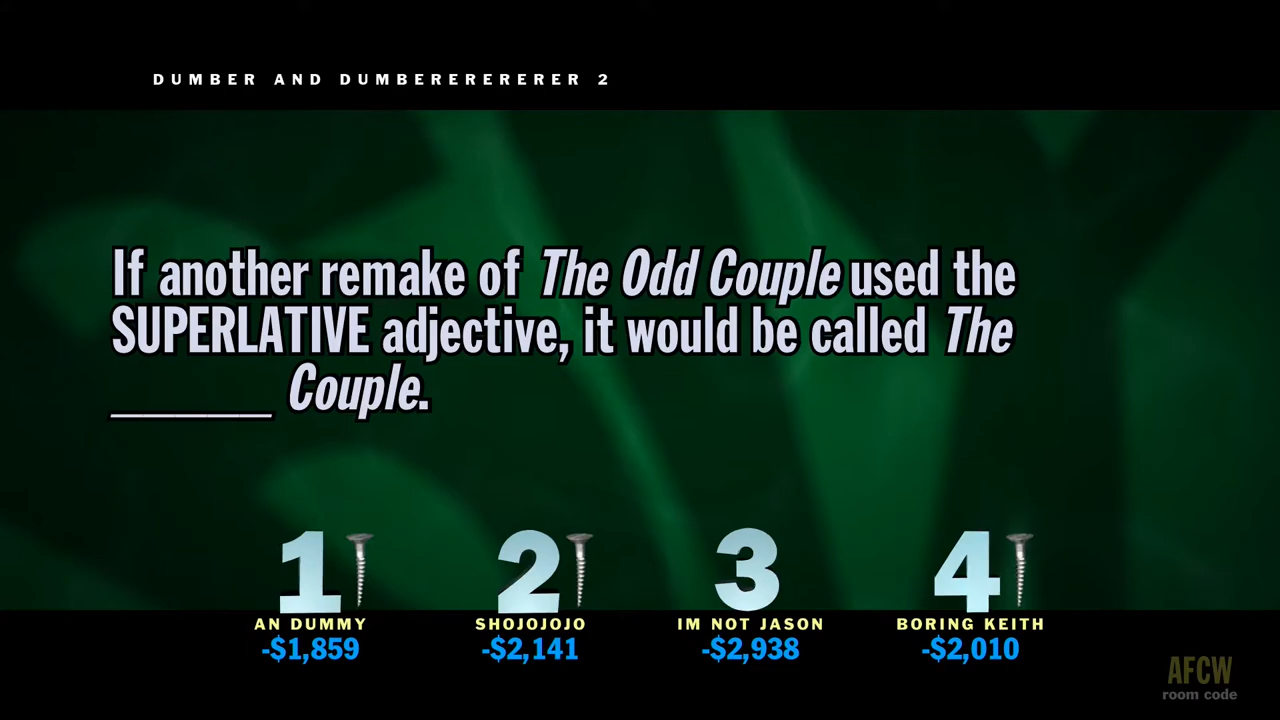 DUMBER AND DUMBERERERERER 2
If another remake of The Odd Couple used the
SUPERLATIVE adjective, it would be called The
______ Couple.
1 2 3 4
AN DUMMY SHOJOJOJO IM NOT JASON BORING KEITH
-$1,859 -$2,141 -$2,938 -$2,010
AFCW
room code